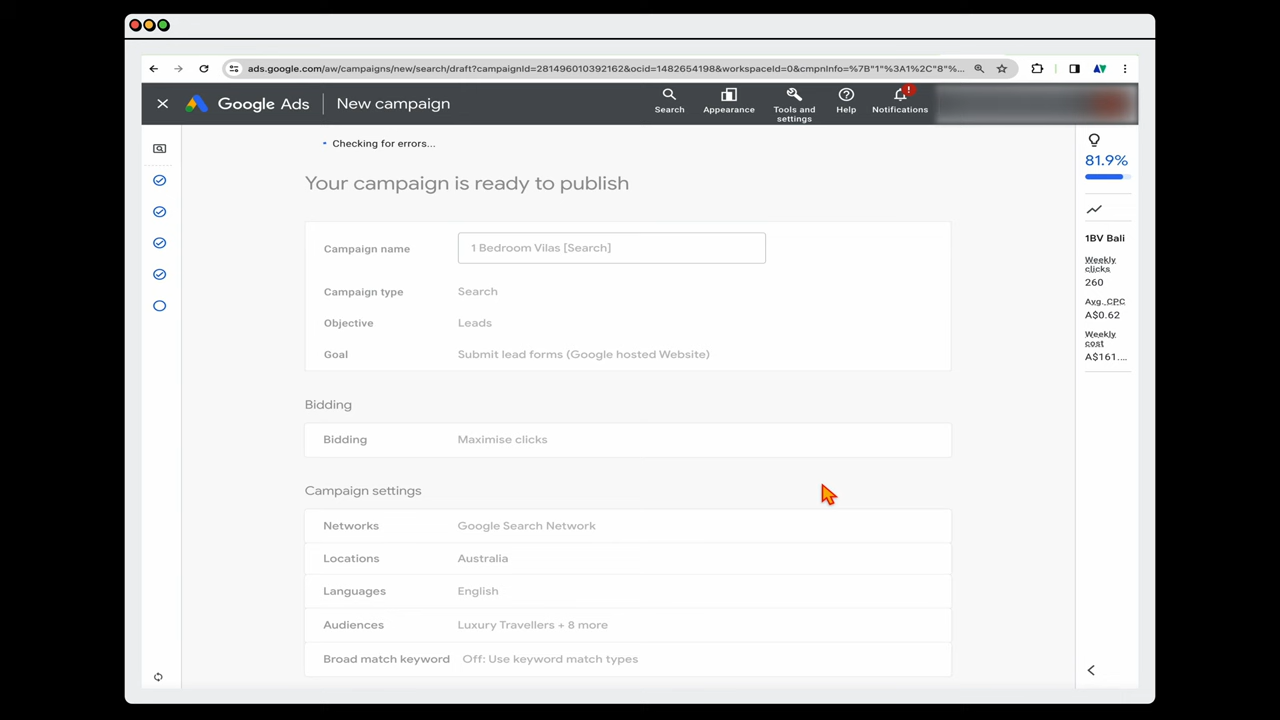 ads.google.com/aw/campaigns/new/search/draft?campaignId=281496010392162&ocid=1482654198&workspaceId=0&cmpnInfo=%7B"1"%3A1%2C"8"%...
Google Ads
New campaign
Search
Appearance
Tools and
settings
Help
!
Notifications
Checking for errors...
Your campaign is ready to publish
Campaign name
1 Bedroom Vilas [Search]
Campaign type
Search
Objective
Leads
Goal
Submit lead forms (Google hosted Website)
Bidding
Bidding
Maximise clicks
Campaign settings
Networks
Google Search Network
Locations
Australia
Languages
English
Audiences
Luxury Travellers + 8 more
Broad match keyword
Off: Use keyword match types
81.9%
1BV Bali
Weekly
clicks
260
Avg. CPC
A$0.62
Weekly
cost
A$161....